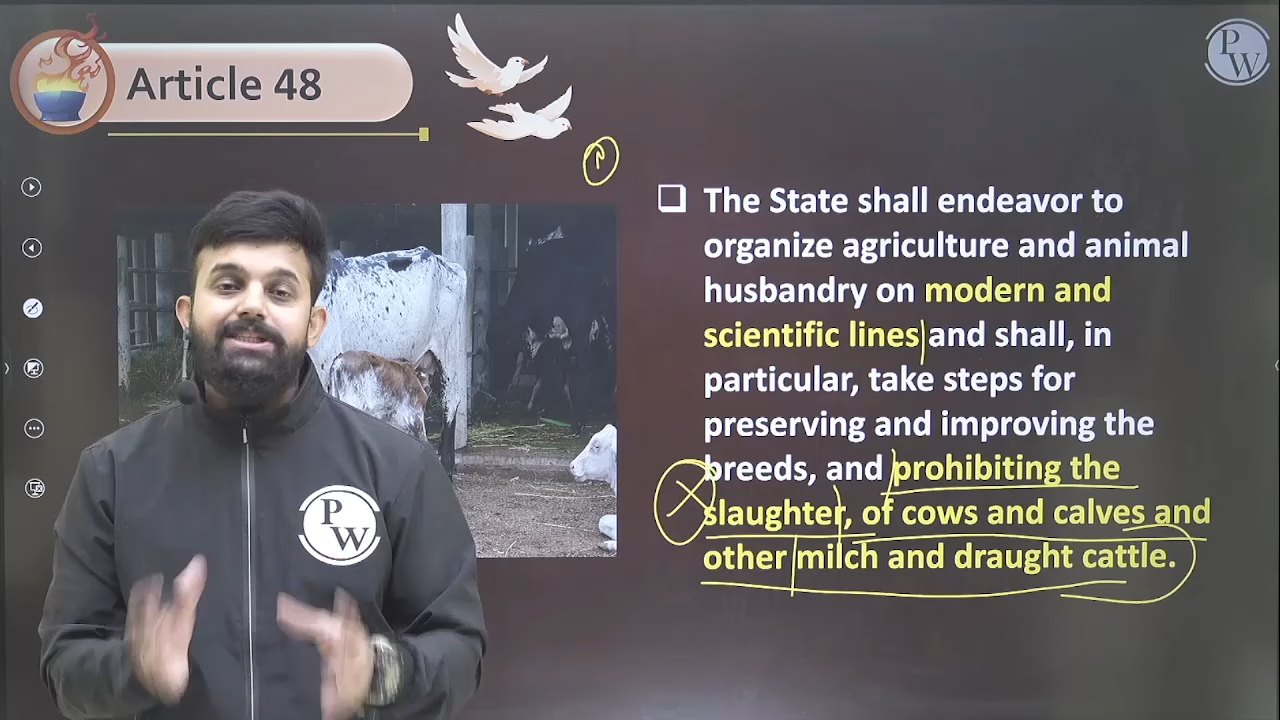 Article 48
P
W
The State shall endeavor to
organize agriculture and animal
husbandry on modern and
scientific lines and shall, in
particular, take steps for
preserving and improving the
breeds, and prohibiting the
slaughter, of cows and calves and
other milch and draught cattle.
P
W